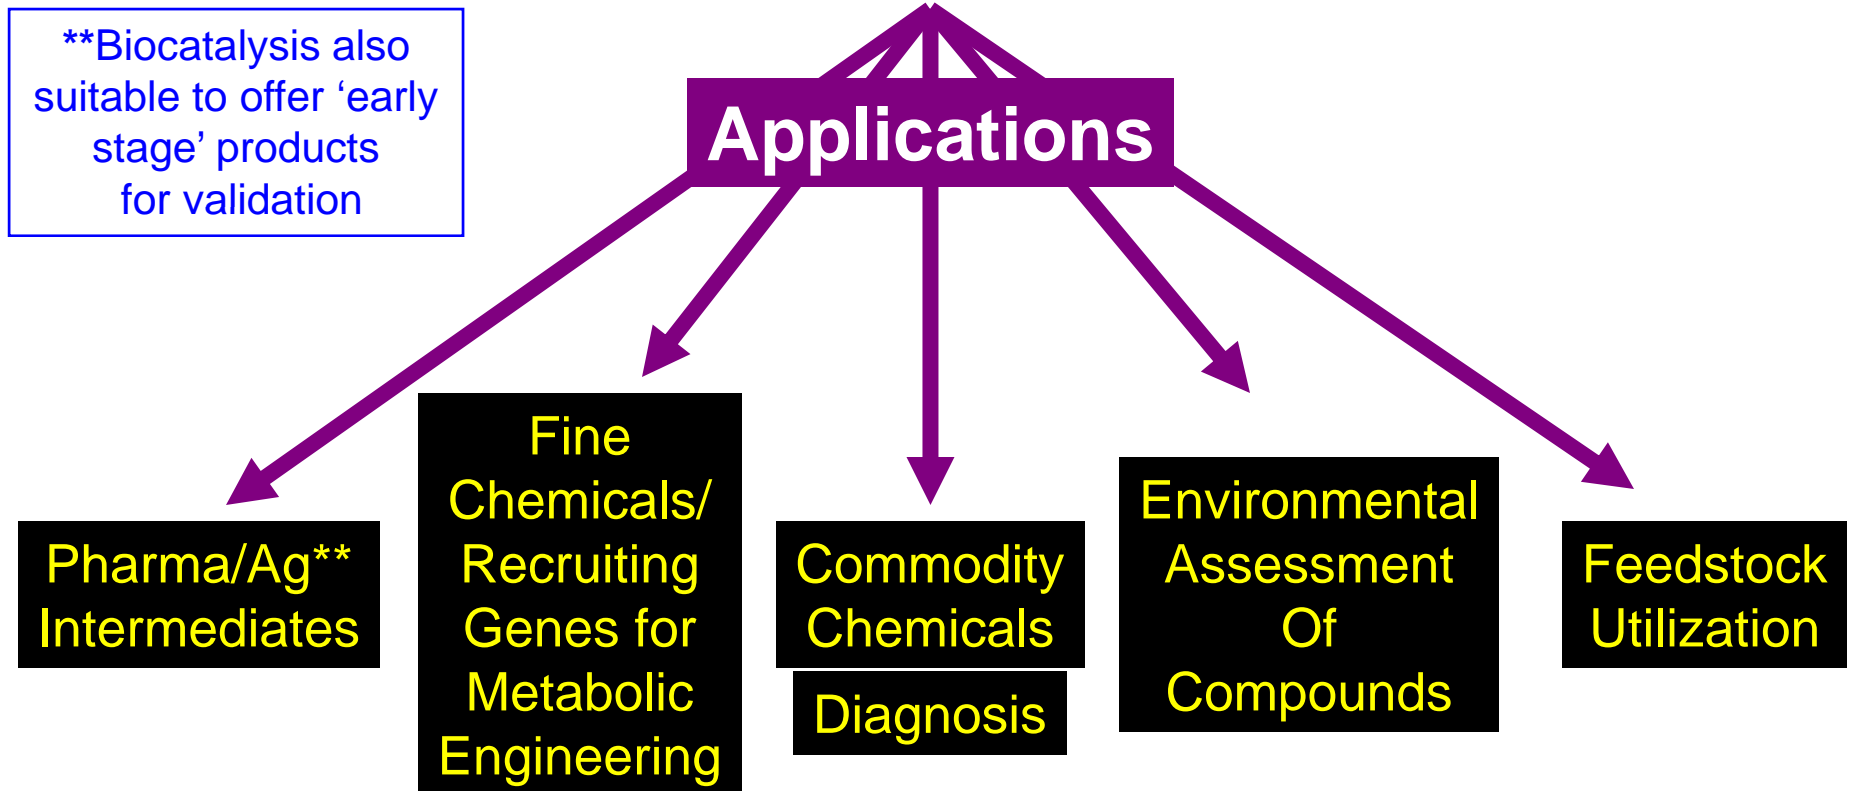 **Biocatalysis also
suitable to offer ‘early
stage’ products
for validation
Applications
Pharma/Ag**
Intermediates
Fine
Chemicals/
Recruiting
Genes for
Metabolic
Engineering
Commodity
Chemicals
Diagnosis
Environmental
Assessment
Of
Compounds
Feedstock
Utilization